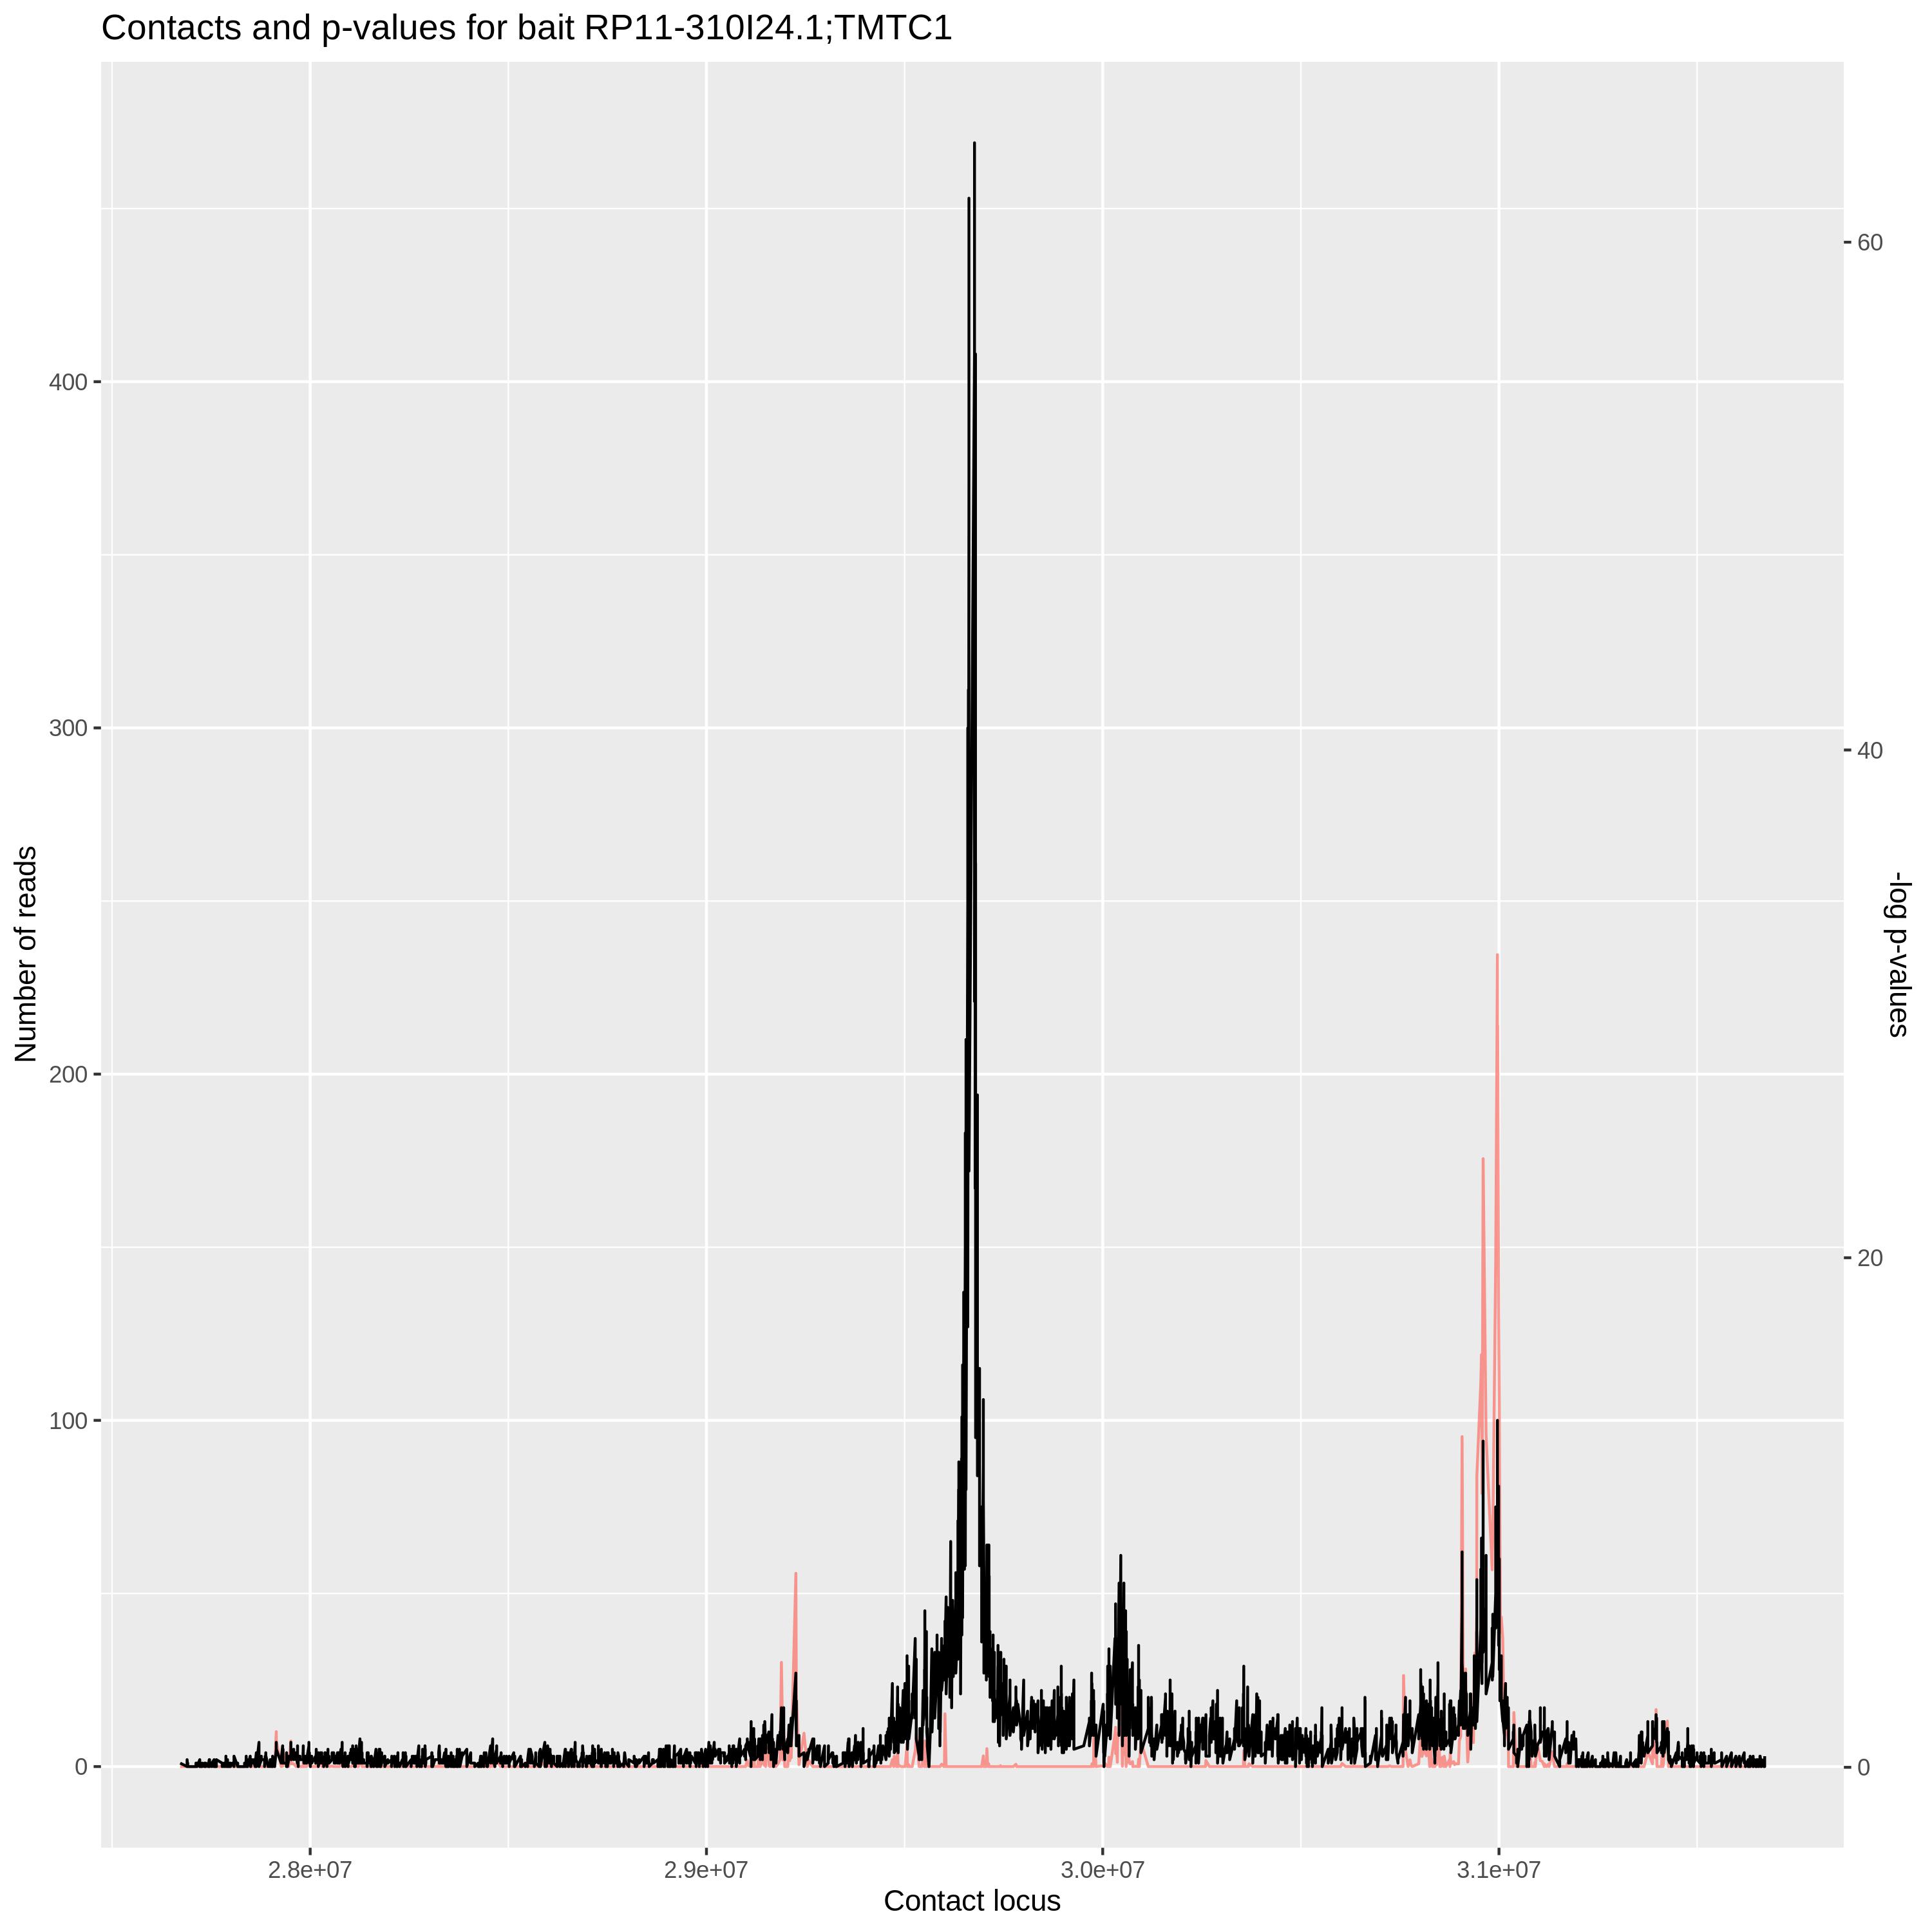 Contacts and p-values for bait RP11-310I24.1;TMTC1
Number of reads
400
300
200
100
0
60
40
20
0
-log p-values
2.8e+07
2.9e+07
3.0e+07
3.1e+07
Contact locus